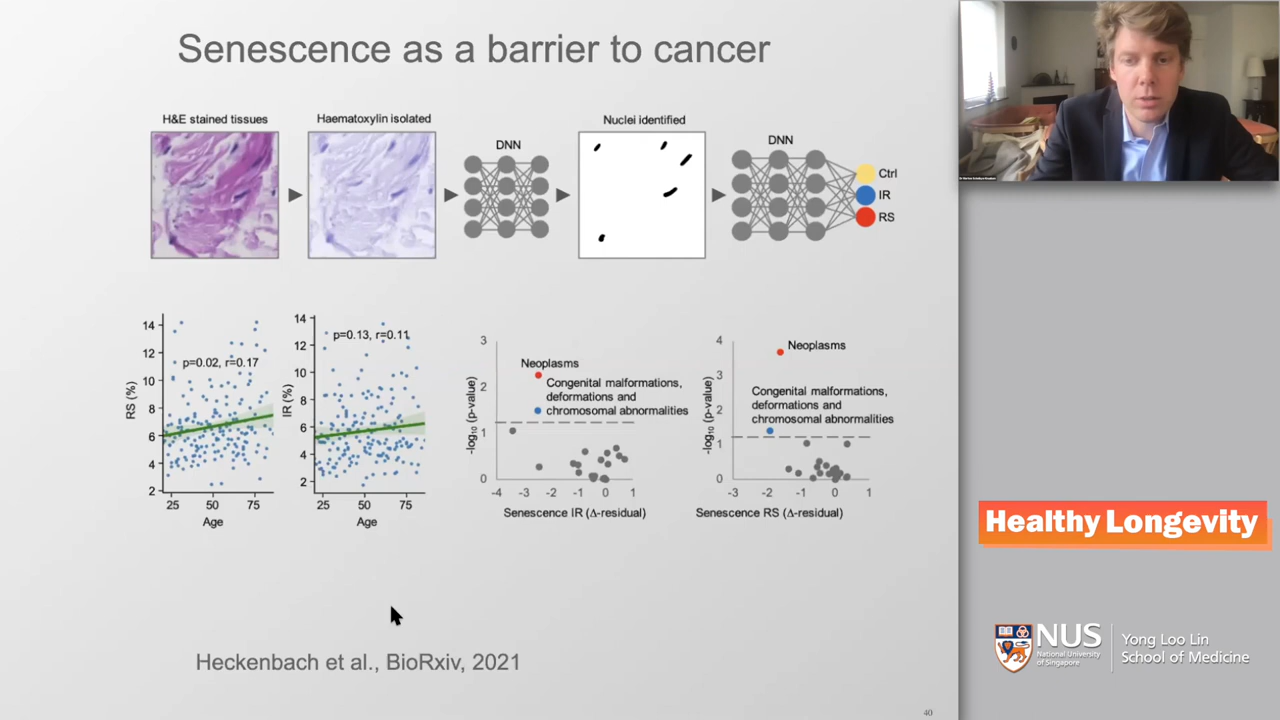 Senescence as a barrier to cancer
H&E stained tissues
Haematoxylin isolated
DNN
Nuclei identified
DNN
Ctrl
IR
RS
14
12
10
8
6
4
2
RS (%)
p=0.02, r=0.17
25 50 75
Age
14
12
10
8
6
4
2
IR (%)
p=0.13, r=0.11
25 50 75
Age
3
2
1
0
-log10 (p-value)
Neoplasms
Congenital malformations,
deformations and
chromosomal abnormalities
-4 -3 -2 -1 0 1
Senescence IR (Δ-residual)
4
3
2
1
0
-log10 (p-value)
Neoplasms
Congenital malformations,
deformations and
chromosomal abnormalities
-3 -2 -1 0 1
Senescence RS (Δ-residual)
Heckenbach et al., BioRxiv, 2021
40
Healthy Longevity
NUS
National University
of Singapore
Yong Loo Lin
School of Medicine